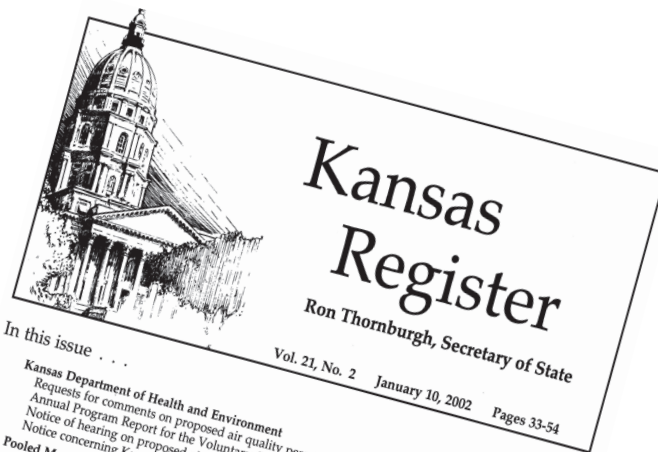 Kansas
Register
Ron Thornburgh, Secretary of State
Vol. 21, No. 2 January 10, 2002 Pages 33-54
In this issue . . .
Kansas Department of Health and Environment
Requests for comments on proposed air quality
Annual Program Report for the
Notice of hearing on proposed
Notice concerning
Pooled